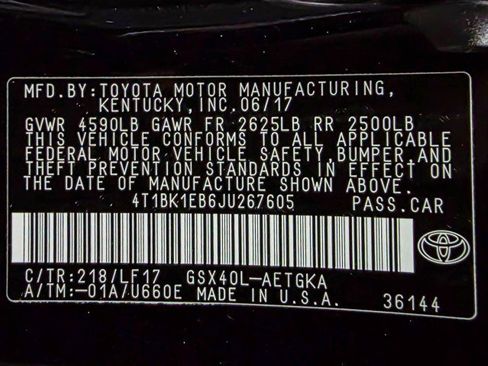 MFD.BY:TOYOTA MOTOR MANUFACTURING,
KENTUCKY,INC.06/17
GVWR 4590LB GAWR FR 2625LB RR 2500LB
THIS VEHICLE CONFORMS TO ALL APPLICABLE
FEDERAL MOTOR VEHICLE SAFETY,BUMPER,AND
THEFT PREVENTION STANDARDS IN EFFECT ON
THE DATE OF MANUFACTURE SHOWN ABOVE.
4T1BK1EB6JU267605 PASS.CAR
C/TR:218/LF17 GSX40L-AETGKA
A/TM:-01A/U660E MADE IN U.S.A. 36144